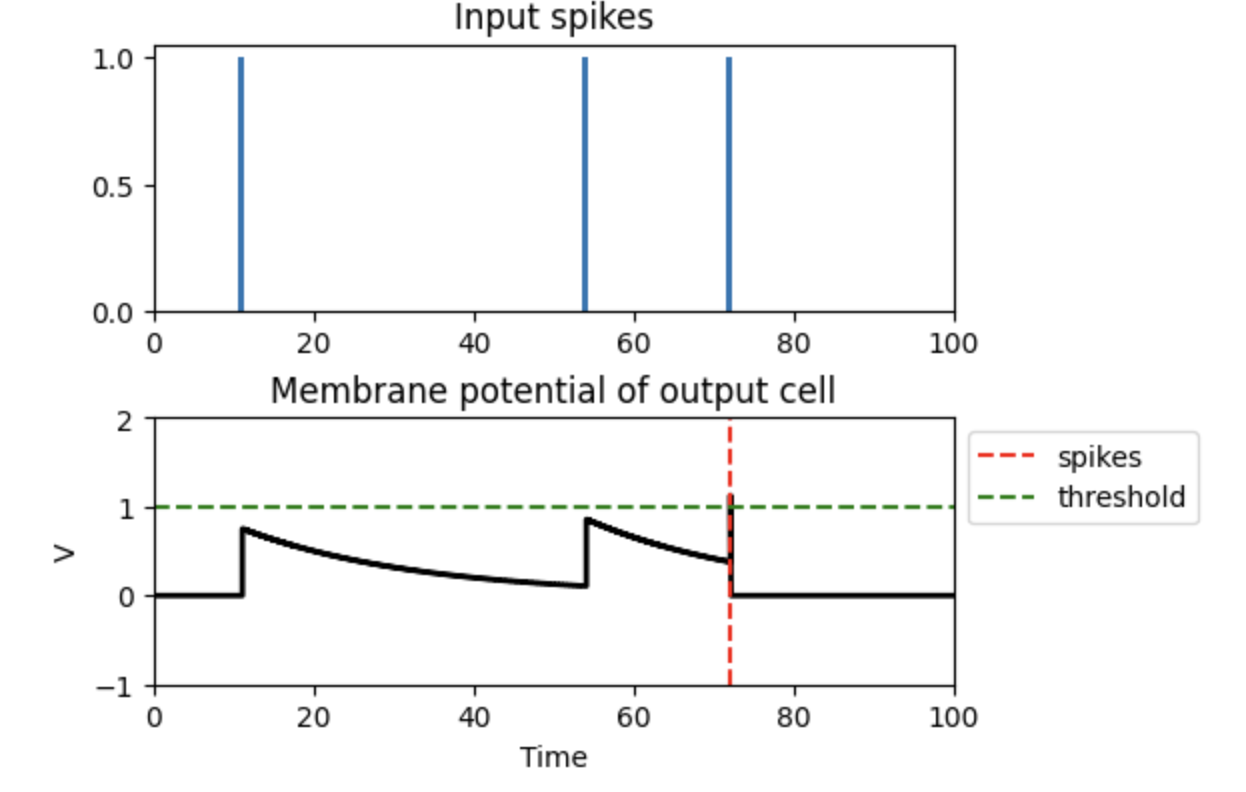 Input spikes
1.0
0.5
0.0
0 20 40 60 80 100
Membrane potential of output cell
2
1
0
−1
V
0 20 40 60 80 100
Time
spikes
threshold